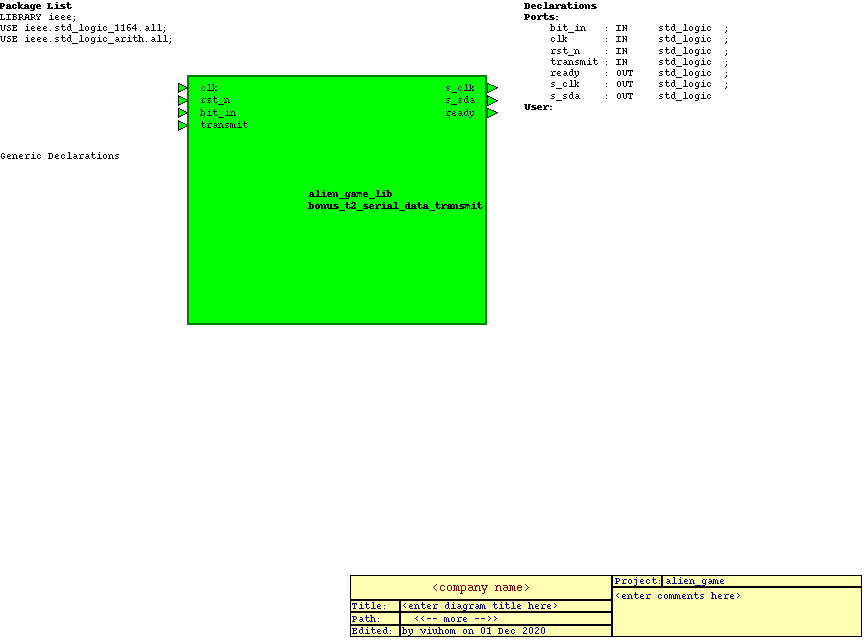 Package List
LIBRARY ieee;
USE ieee.std_logic_1164.all;
USE ieee.std_logic_arith.all;
Declarations
Ports:
bit_in : IN std_logic ;
clk : IN std_logic ;
rst_n : IN std_logic ;
transmit : IN std_logic ;
ready : OUT std_logic ;
s_clk : OUT std_logic ;
s_sda : OUT std_logic
User:
clk s_clk
rst_n s_sda
bit_in ready
transmit
Generic Declarations
alien_game_lib
bonus_t2_serial_data_transmit
<company name>
Title: <enter diagram title here>
Path: <<-- more -->>
Edited: by viuhom on 01 Dec 2020
Project: alien_game
<enter comments here>